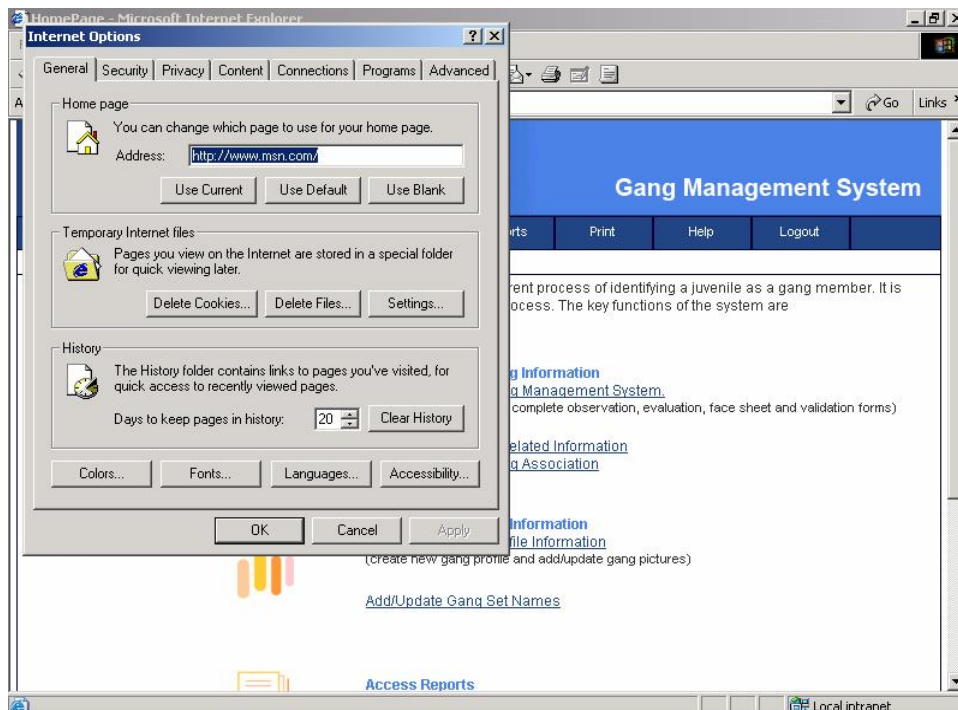 HomePage - Microsoft Internet Explorer
Internet Options
General Security Privacy Content Connections Programs Advanced
Home page
You can change which page to use for your home page.
Address: http://www.msn.com/
Use Current Use Default Use Blank
Temporary Internet files
Pages you view on the Internet are stored in a special folder
for quick viewing later.
Delete Cookies... Delete Files... Settings...
History
The History folder contains links to pages you've visited, for
quick access to recently viewed pages.
Days to keep pages in history: 20 Clear History
Colors... Fonts... Languages... Accessibility...
OK Cancel Apply
Go Links
Gang Management System
rts Print Help Logout
rent process of identifying a juvenile as a gang member. It is
ocess. The key functions of the system are
g Information
g Management System.
complete observation, evaluation, face sheet and validation forms)
elated Information
g Association
Information
file Information
(create new gang profile and add/update gang pictures)
Add/Update Gang Set Names
Access Reports
Local intranet